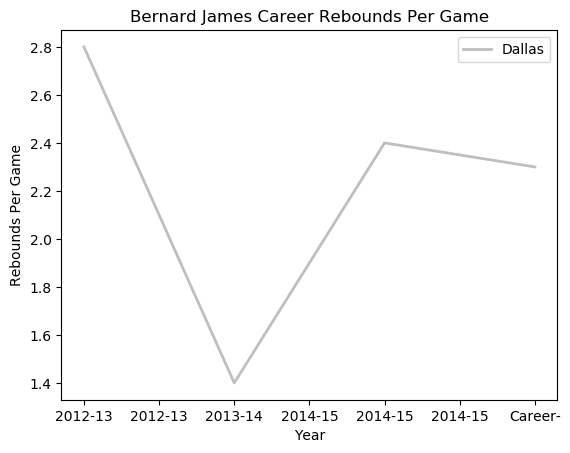 Bernard James Career Rebounds Per Game
Dallas
2.8
2.6
2.4
2.2
2.0
1.8
1.6
1.4
Rebounds Per Game
2012-13 2012-13 2013-14 2014-15 2014-15 2014-15 Career-
Year